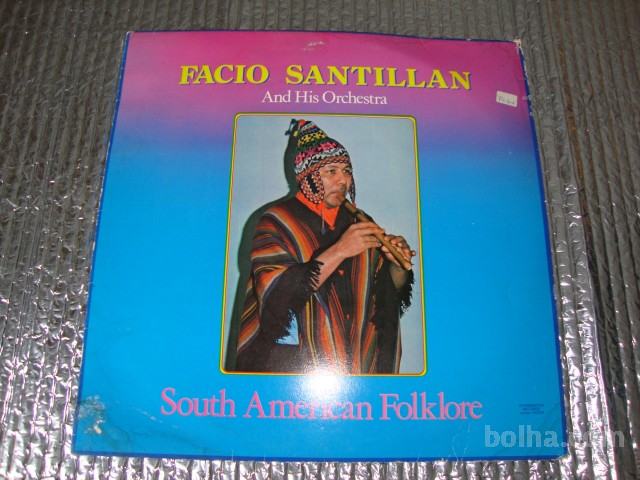 FACIO SANTILLAN
And His Orchestra
South American Folklore
bolha.com